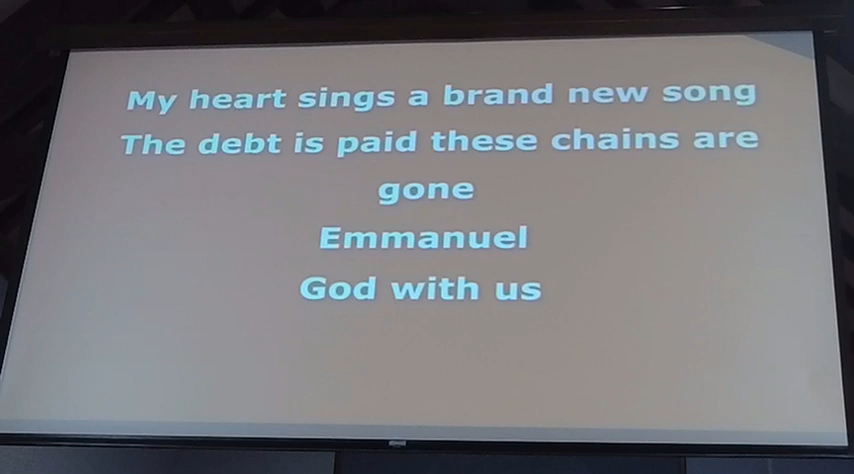 My heart sings a brand new song
The debt is paid these chains are
gone
Emmanuel
God with us